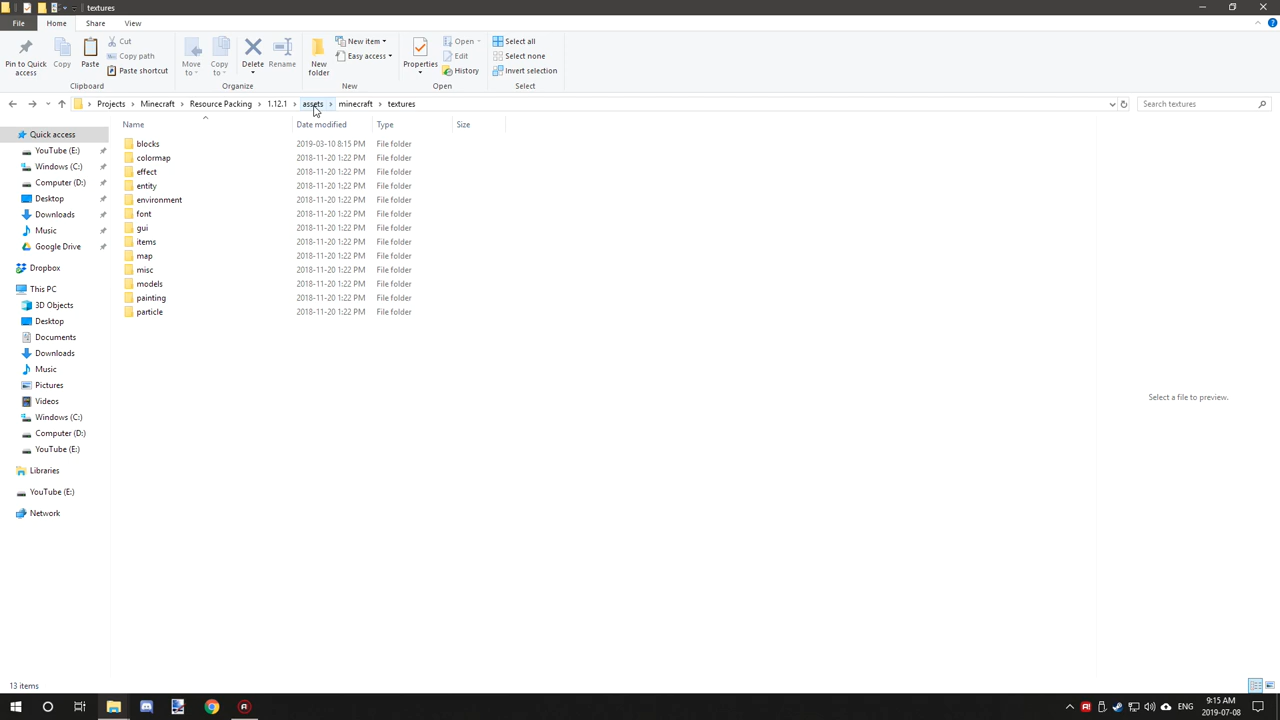 textures
File Home Share View
Pin to Quick access
Copy
Paste
Cut
Copy path
Paste shortcut
Move to
Copy to
Delete
Rename
New folder
New item
Easy access
Properties
Open
Edit
History
Select all
Select none
Invert selection
Clipboard Organize New Open Select
Projects Minecraft Resource Packing 1.12.1 assets minecraft textures
Search textures
Name Date modified Type Size
blocks 2019-03-10 8:15 PM File folder
colormap 2018-11-20 1:22 PM File folder
effect 2018-11-20 1:22 PM File folder
entity 2018-11-20 1:22 PM File folder
environment 2018-11-20 1:22 PM File folder
font 2018-11-20 1:22 PM File folder
gui 2018-11-20 1:22 PM File folder
items 2018-11-20 1:22 PM File folder
map 2018-11-20 1:22 PM File folder
misc 2018-11-20 1:22 PM File folder
models 2018-11-20 1:22 PM File folder
painting 2018-11-20 1:22 PM File folder
particle 2018-11-20 1:22 PM File folder
Quick access
YouTube (E:)
Windows (C:)
Computer (D:)
Desktop
Downloads
Music
Google Drive
Dropbox
This PC
3D Objects
Desktop
Documents
Downloads
Music
Pictures
Videos
Windows (C:)
Computer (D:)
YouTube (E:)
Libraries
YouTube (E:)
Network
Select a file to preview.
13 items
ENG
9:15 AM
2019-07-08